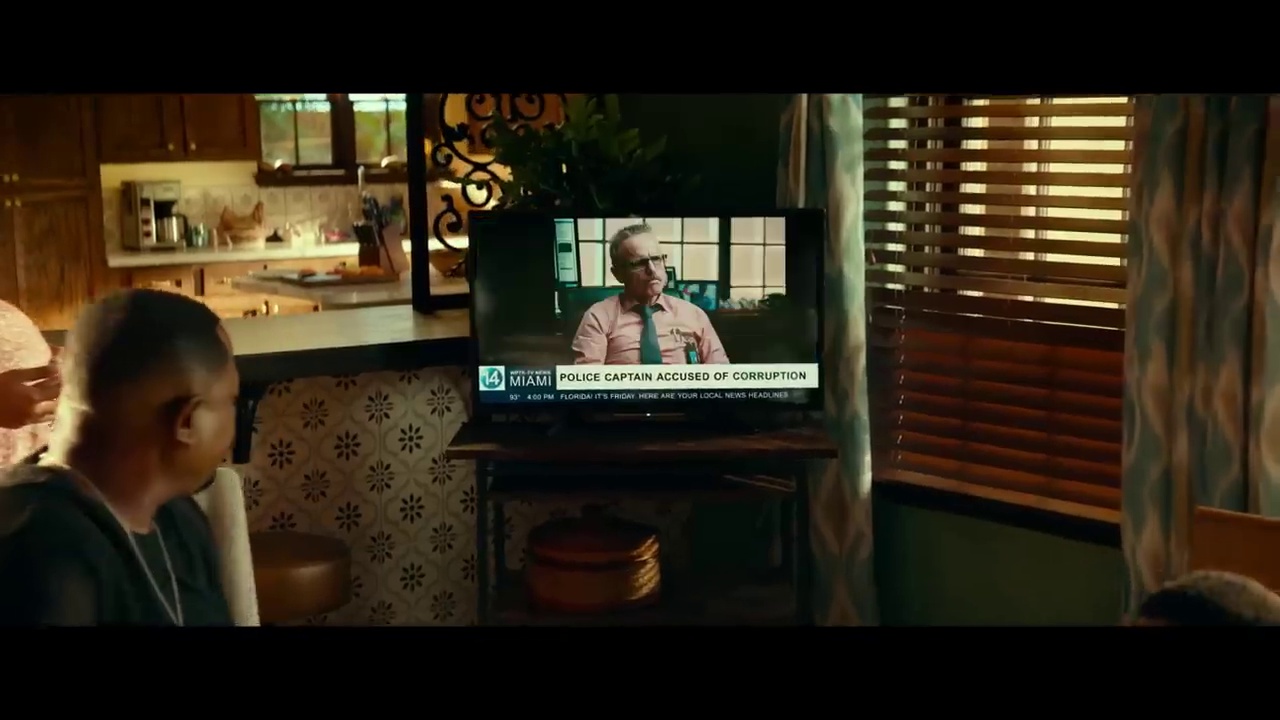 14
MIAMI
POLICE CAPTAIN ACCUSED OF CORRUPTION
93° 4:00 PM FLORIDA! IT'S FRIDAY. HERE ARE YOUR LOCAL NEWS HEADLINES